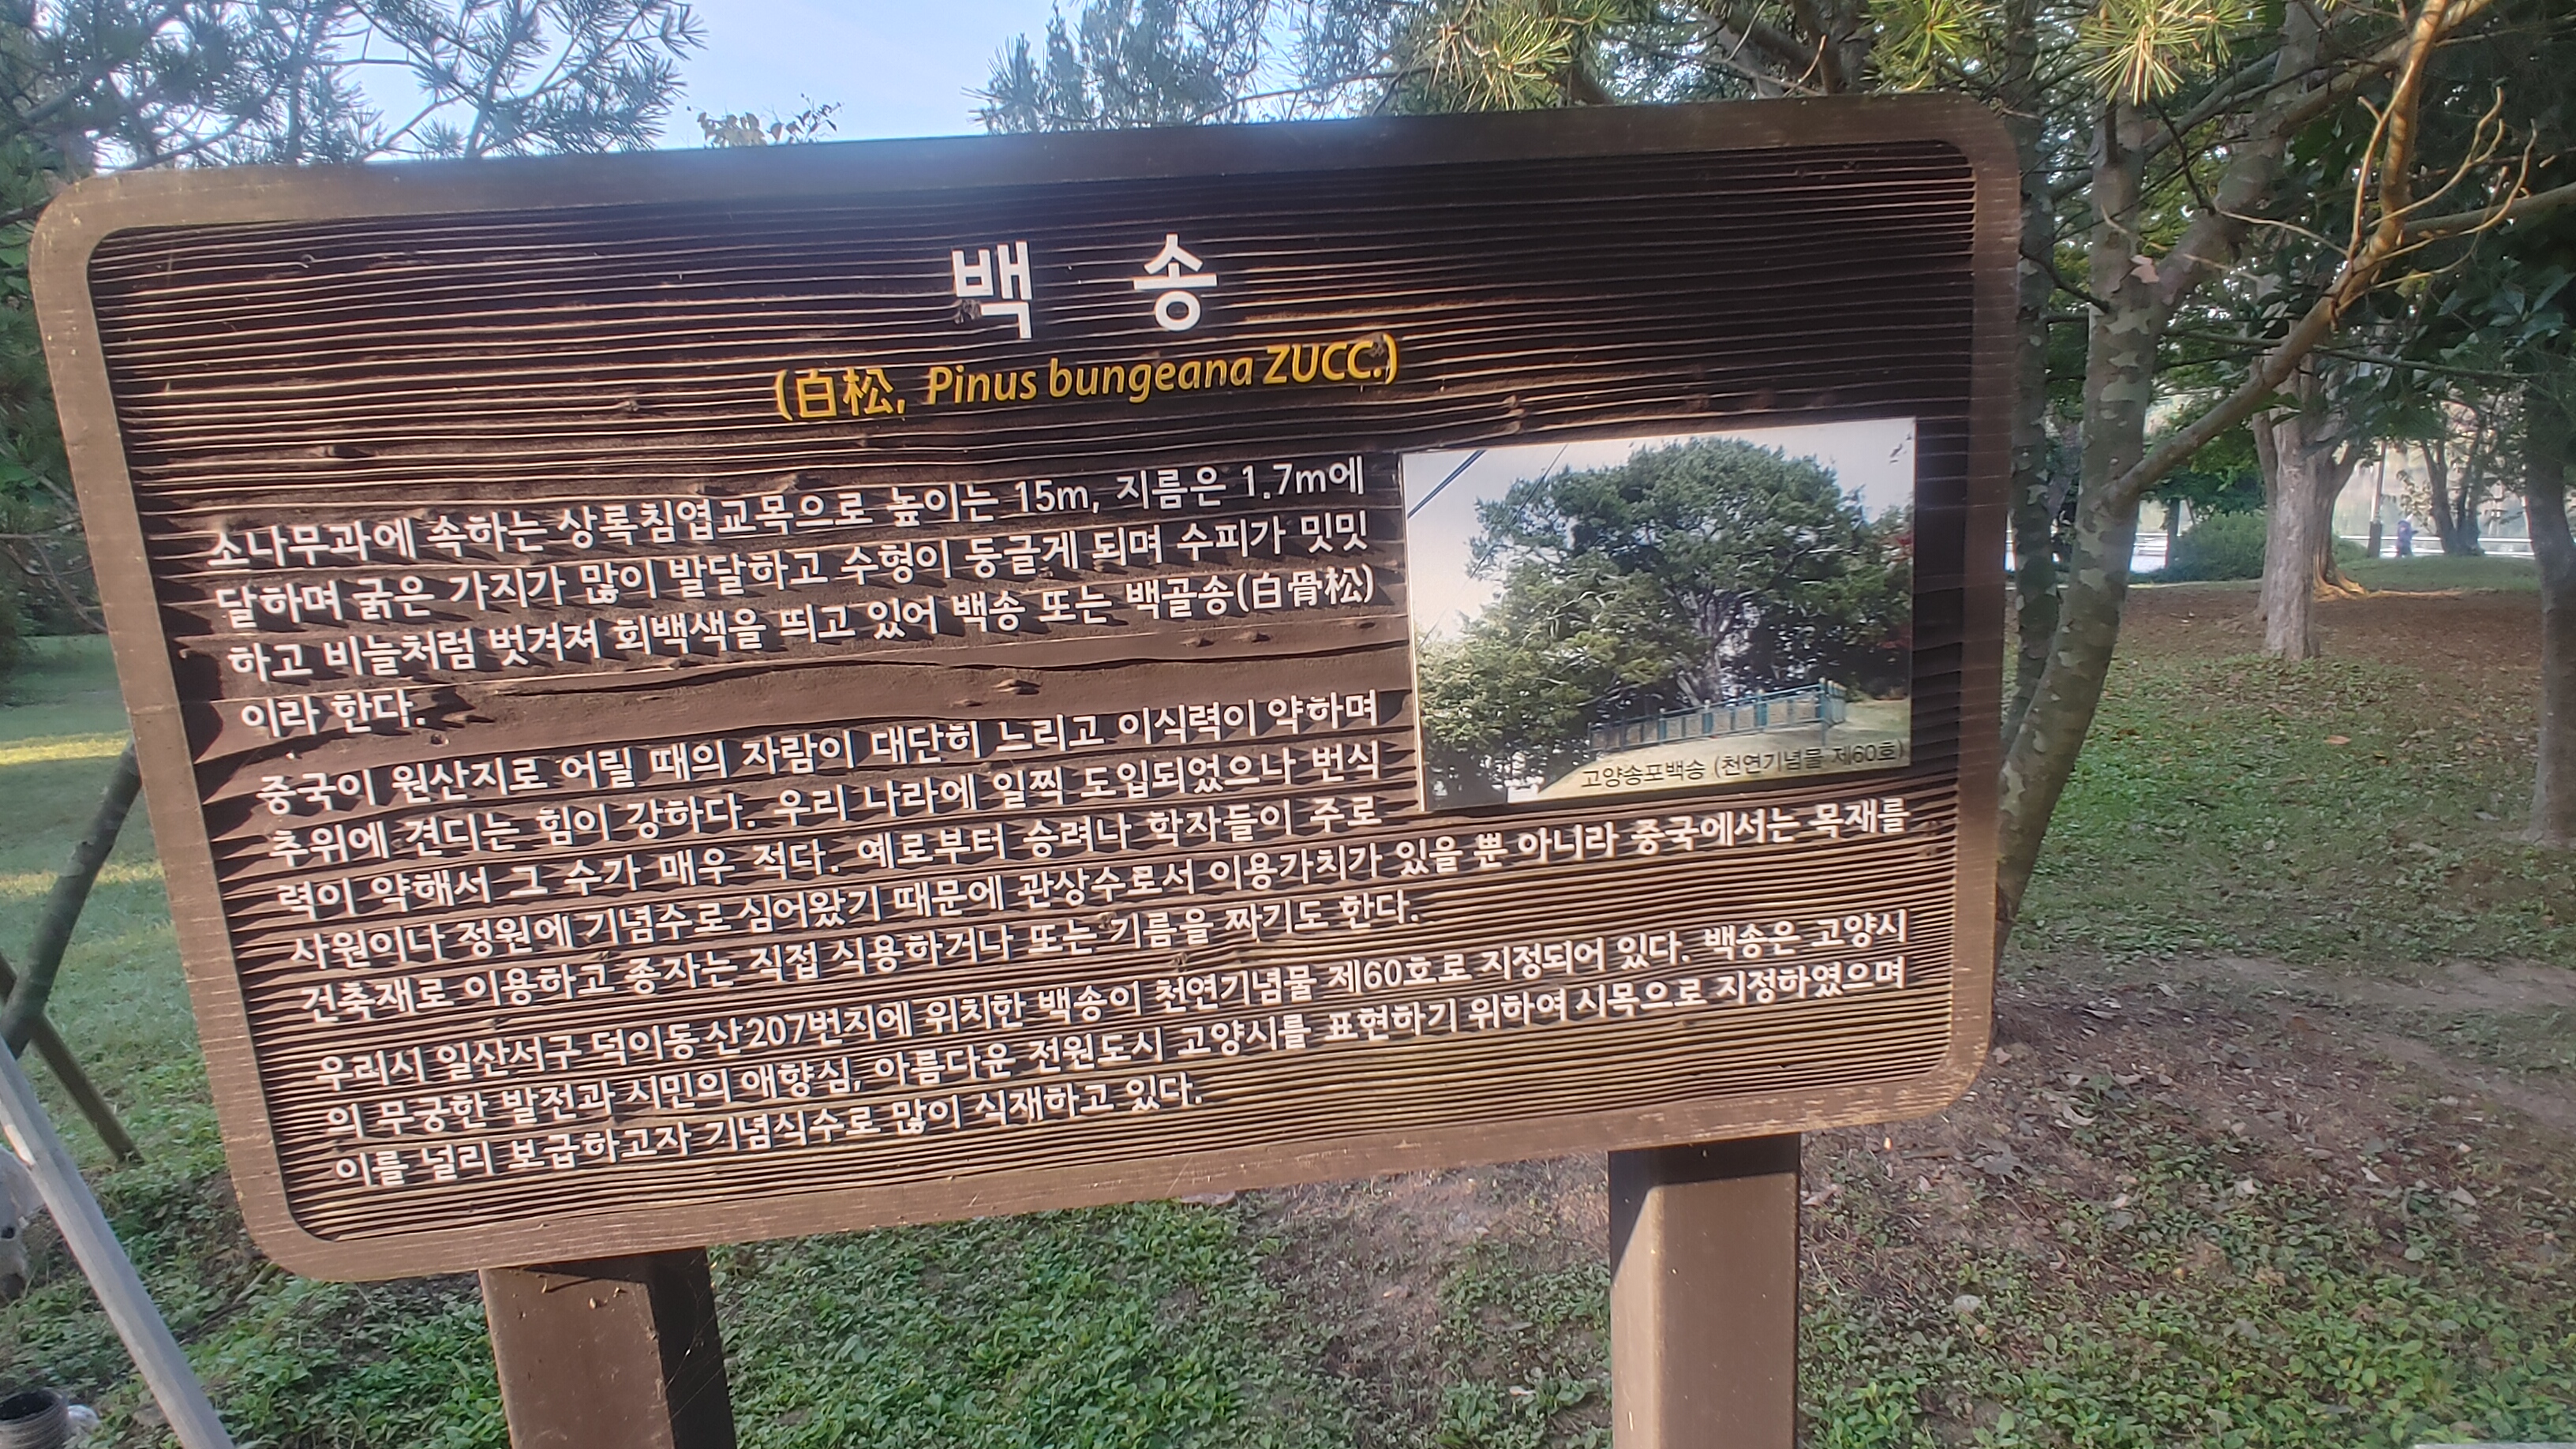 백 송
(白松, Pinus bungeana ZUCC.)
소나무과에 속하는 상록침엽교목으로 높이는 15m, 지름은 1.7m에
달하며 굵은 가지가 많이 발달하고 수형이 둥글게 되며 수피가 밋밋
하고 비늘처럼 벗겨져 회백색을 띄고 있어 백송 또는 백골송(白骨松)
이라 한다.
중국이 원산지로 어릴 때의 자람이 대단히 느리고 이식력이 약하며
추위에 견디는 힘이 강하다. 우리 나라에 일찍 도입되었으나 번식
력이 약해서 그 수가 매우 적다. 예로부터 승려나 학자들이 주로
사원이나 정원에 기념수로 심어왔기 때문에 관상수로서 이용가치가 있을 뿐 아니라 중국에서는 목재를
건축재로 이용하고 종자는 직접 식용하거나 또는 기름을 짜기도 한다.
우리시 일산서구 덕이동 산207번지에 위치한 백송이 천연기념물 제60호로 지정되어 있다. 백송은 고양시
의 무궁한 발전과 시민의 애향심, 아름다운 전원도시 고양시를 표현하기 위하여 시목으로 지정하였으며
이를 널리 보급하고자 기념식수로 많이 식재하고 있다.
고양송포백송 (천연기념물 제60호)